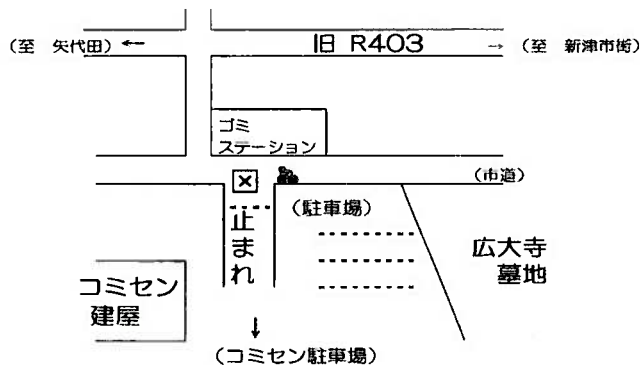 (至 矢代田) ←
旧 R403
→ (至 新津市街)
ゴミ
ステーション
(市道)
(駐車場)
止まれ
広大寺
墓地
コミセン
建屋
(コミセン駐車場)